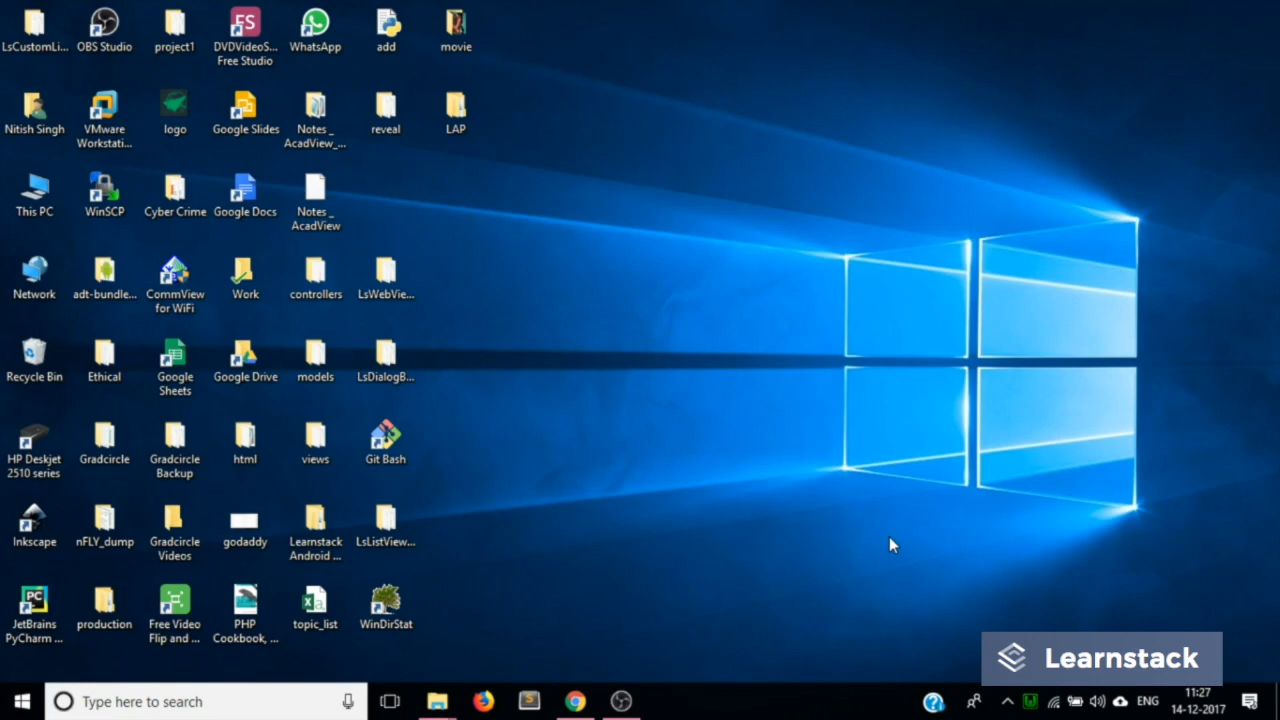 LsCustomLi...
OBS Studio
project1
DVDVideoS...
Free Studio
WhatsApp
add
movie
Nitish Singh
VMware
Workstati...
logo
Google Slides
Notes _
AcadView_...
reveal
LAP
This PC
WinSCP
Cyber Crime
Google Docs
Notes _
AcadView
Network
adt-bundle...
CommView
for WiFi
Work
controllers
LsWebVie...
Recycle Bin
Ethical
Google
Sheets
Google Drive
models
LsDialogB...
HP Deskjet
2510 series
Gradcircle
Gradcircle
Backup
html
views
Git Bash
Inkscape
nFLY_dump
Gradcircle
Videos
godaddy
Learnstack
Android ...
LsListView...
JetBrains
PyCharm ...
production
Free Video
Flip and ...
PHP
Cookbook, ...
topic_list
WinDirStat
FS
PC
Learnstack
Type here to search
S
ENG
11:27
14-12-2017